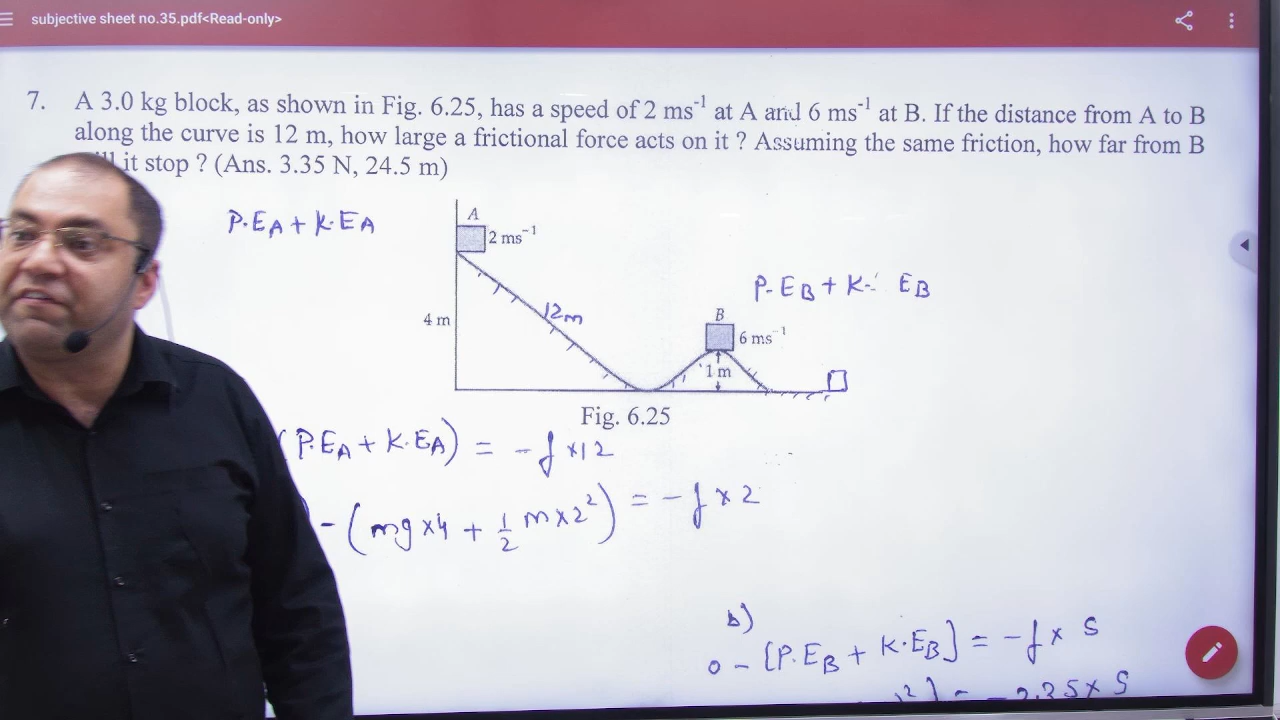 subjective sheet no.35.pdf<Read-only>
7. A 3.0 kg block, as shown in Fig. 6.25, has a speed of 2 ms⁻¹ at A and 6 ms⁻¹ at B. If the distance from A to B
along the curve is 12 m, how large a frictional force acts on it ? Assuming the same friction, how far from B
it stop ? (Ans. 3.35 N, 24.5 m)
P.E_A + K.E_A
A
2 ms⁻¹
12m
4 m
P.E_B + K. E_B
B
6 ms⁻¹
1 m
Fig. 6.25
(P.E_A + K.E_A) = -f×12
-(mg×4 + 1/2 m×2²) = -f×2
b)
0 - [P.E_B + K.E_B] = -f× S
²] = -3.35× S